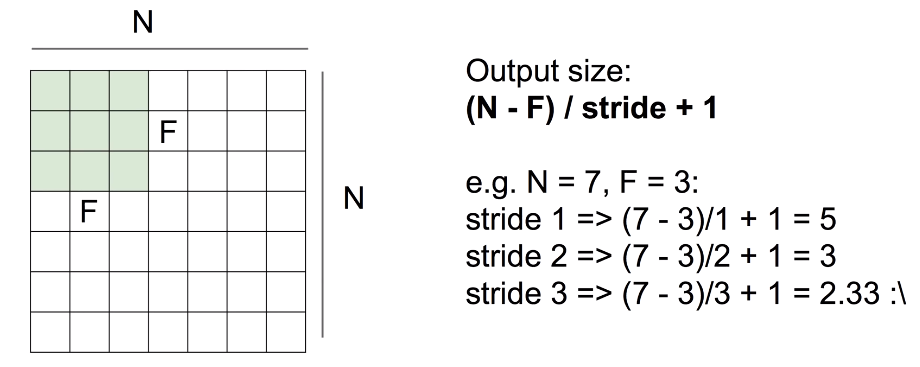 N
F
F
N
Output size:
(N - F) / stride + 1
e.g. N = 7, F = 3:
stride 1 => (7 - 3)/1 + 1 = 5
stride 2 => (7 - 3)/2 + 1 = 3
stride 3 => (7 - 3)/3 + 1 = 2.33 :\